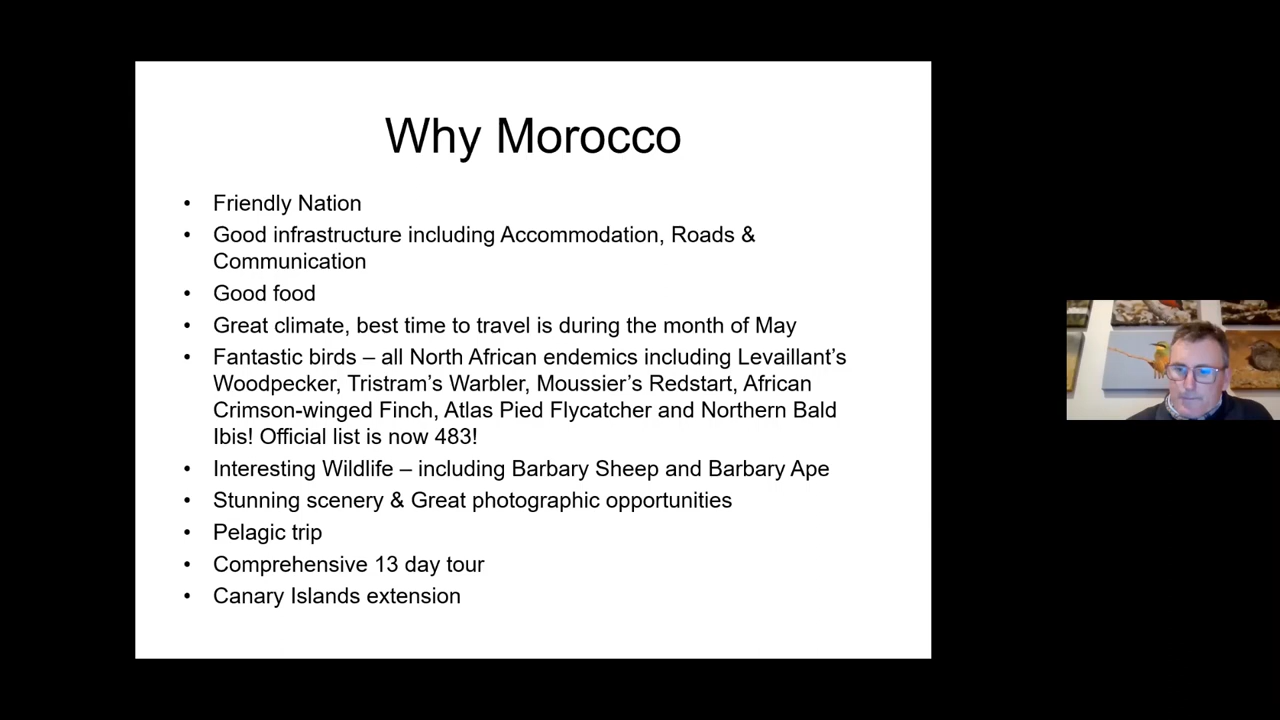 Why Morocco
• Friendly Nation
• Good infrastructure including Accommodation, Roads &
Communication
• Good food
• Great climate, best time to travel is during the month of May
• Fantastic birds – all North African endemics including Levaillant’s
Woodpecker, Tristram’s Warbler, Moussier’s Redstart, African
Crimson-winged Finch, Atlas Pied Flycatcher and Northern Bald
Ibis! Official list is now 483!
• Interesting Wildlife – including Barbary Sheep and Barbary Ape
• Stunning scenery & Great photographic opportunities
• Pelagic trip
• Comprehensive 13 day tour
• Canary Islands extension